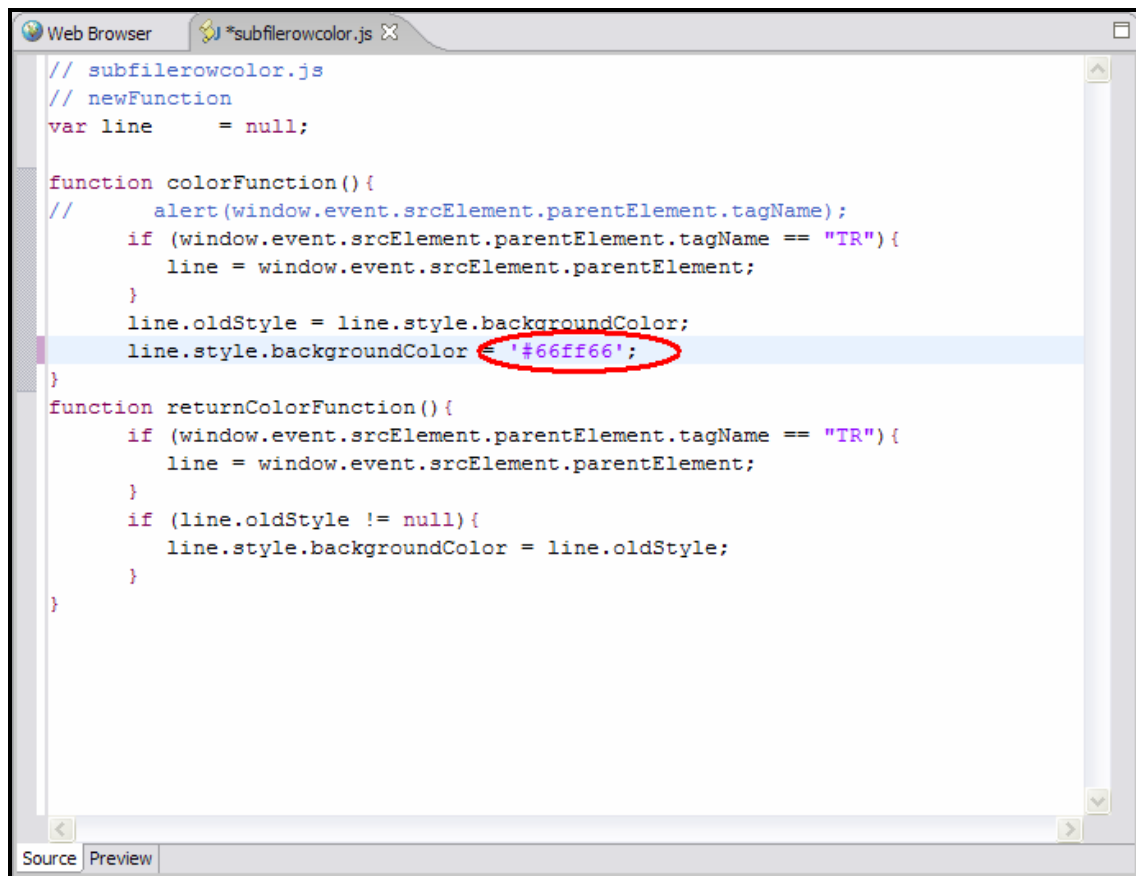 Web Browser *subfilerowcolor.js
// subfilerowcolor.js
// newFunction
var line     = null;
function colorFunction(){
//      alert(window.event.srcElement.parentElement.tagName);
      if (window.event.srcElement.parentElement.tagName == "TR"){
         line = window.event.srcElement.parentElement;
      }
      line.oldStyle = line.style.backgroundColor;
      line.style.backgroundColor = '#66ff66';
}
function returnColorFunction(){
      if (window.event.srcElement.parentElement.tagName == "TR"){
         line = window.event.srcElement.parentElement;
      }
      if (line.oldStyle != null){
         line.style.backgroundColor = line.oldStyle;
      }
}
Source Preview